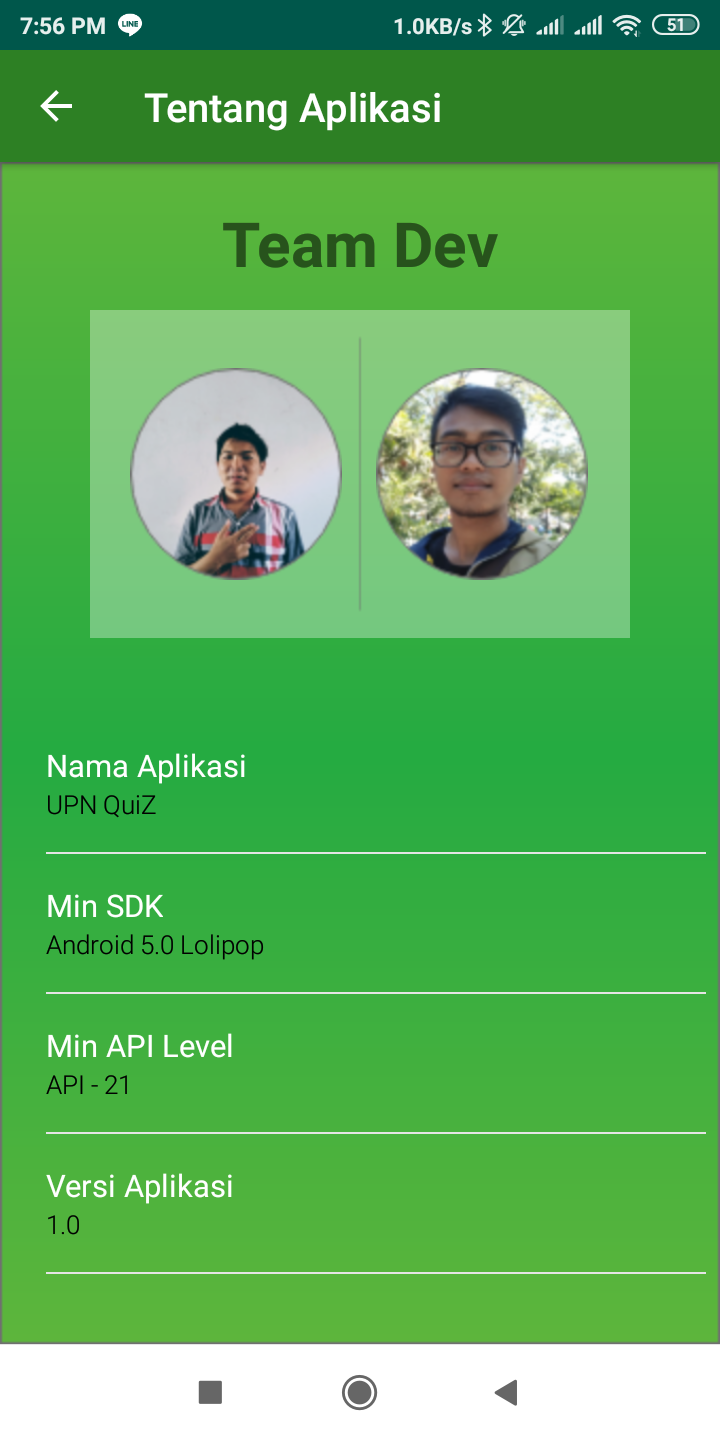 7:56 PM LINE 1.0KB/s 51
Tentang Aplikasi
Team Dev
Nama Aplikasi
UPN QuiZ
Min SDK
Android 5.0 Lolipop
Min API Level
API - 21
Versi Aplikasi
1.0